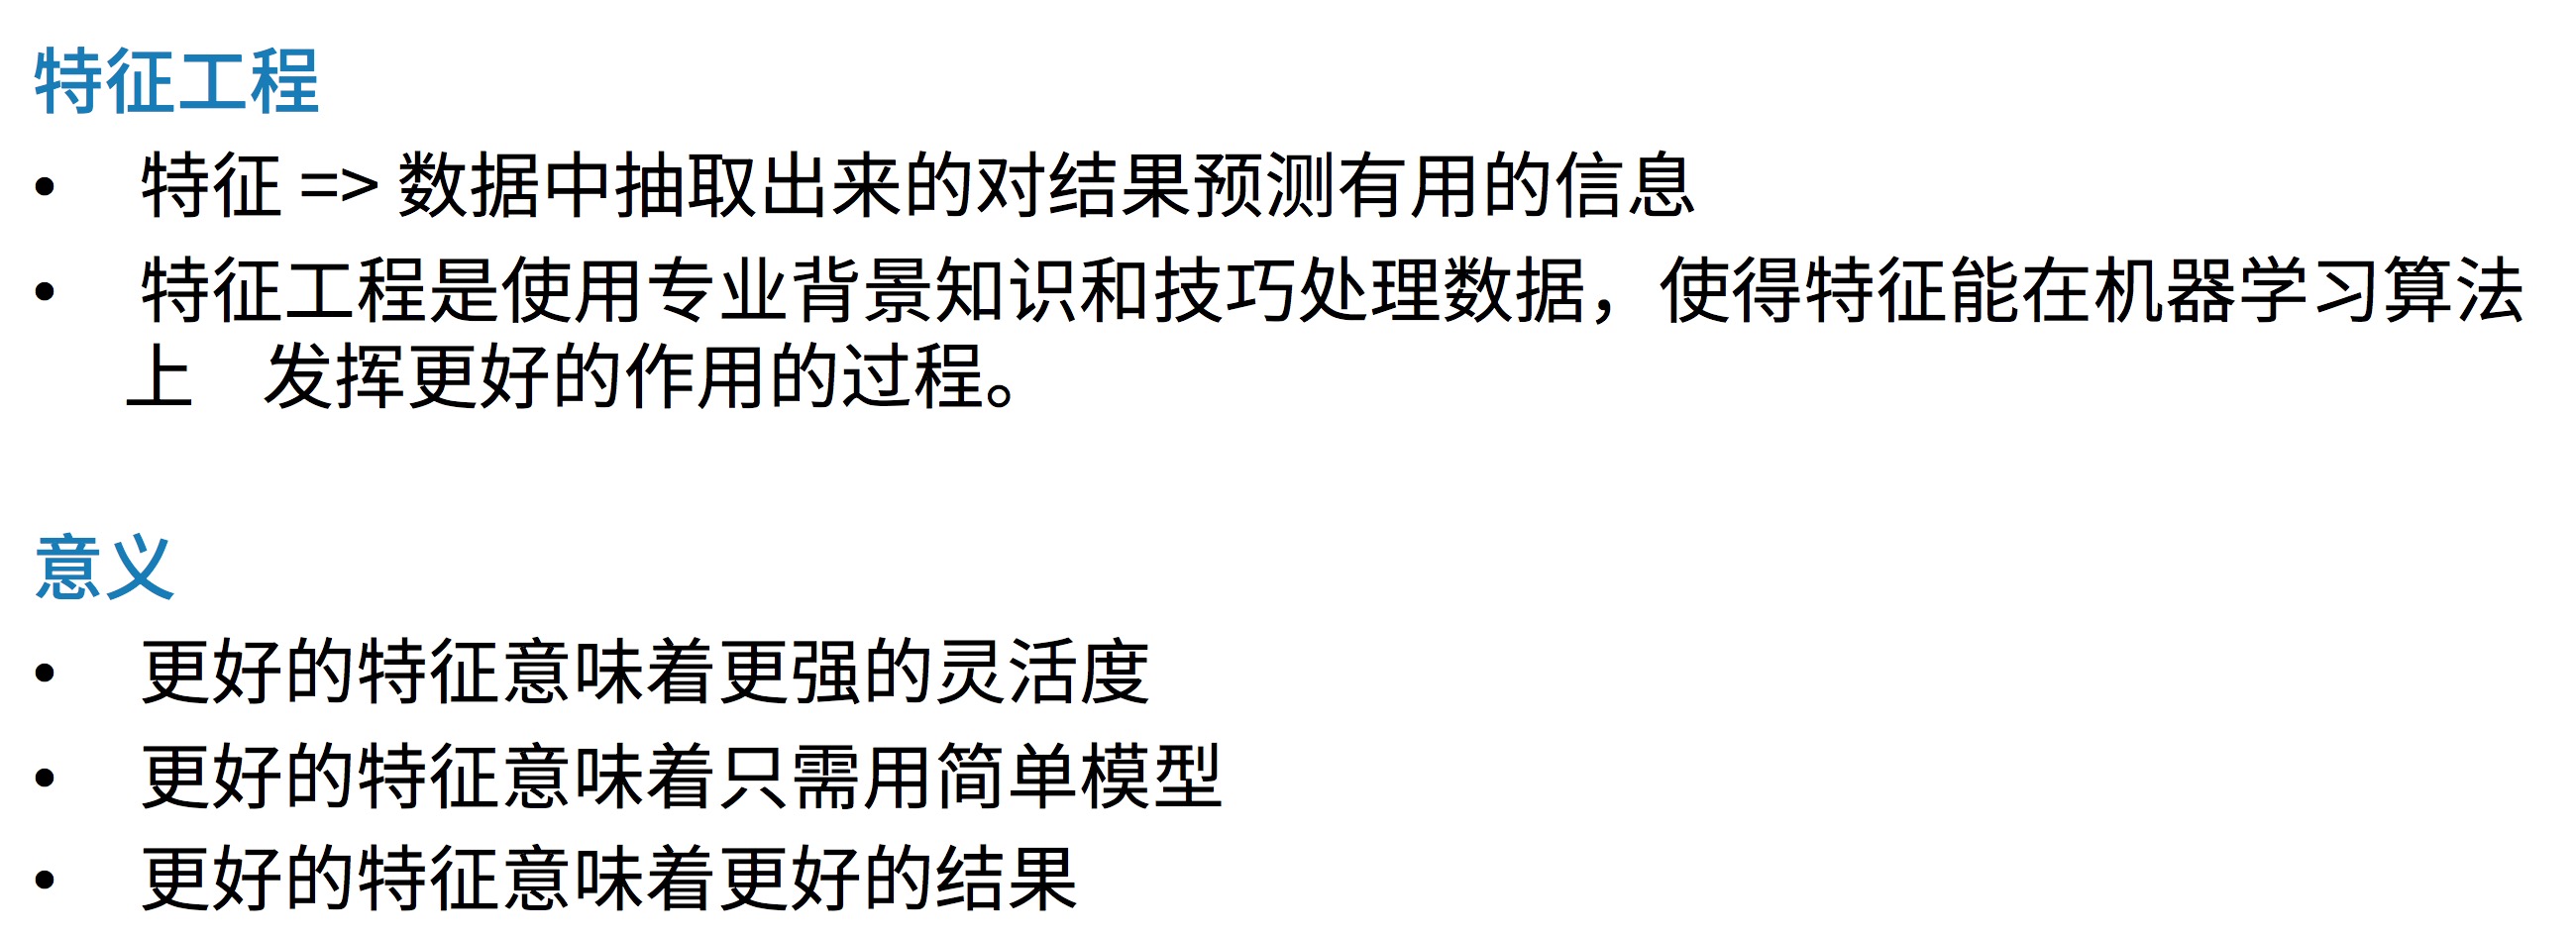 特征工程
• 特征 => 数据中抽取出来的对结果预测有用的信息
• 特征工程是使用专业背景知识和技巧处理数据，使得特征能在机器学习算法
上　发挥更好的作用的过程。
意义
• 更好的特征意味着更强的灵活度
• 更好的特征意味着只需用简单模型
• 更好的特征意味着更好的结果